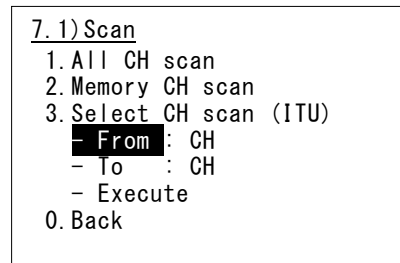 7.1)Scan
1.All CH scan
2.Memory CH scan
3.Select CH scan (ITU)
- From : CH
- To : CH
- Execute
0.Back